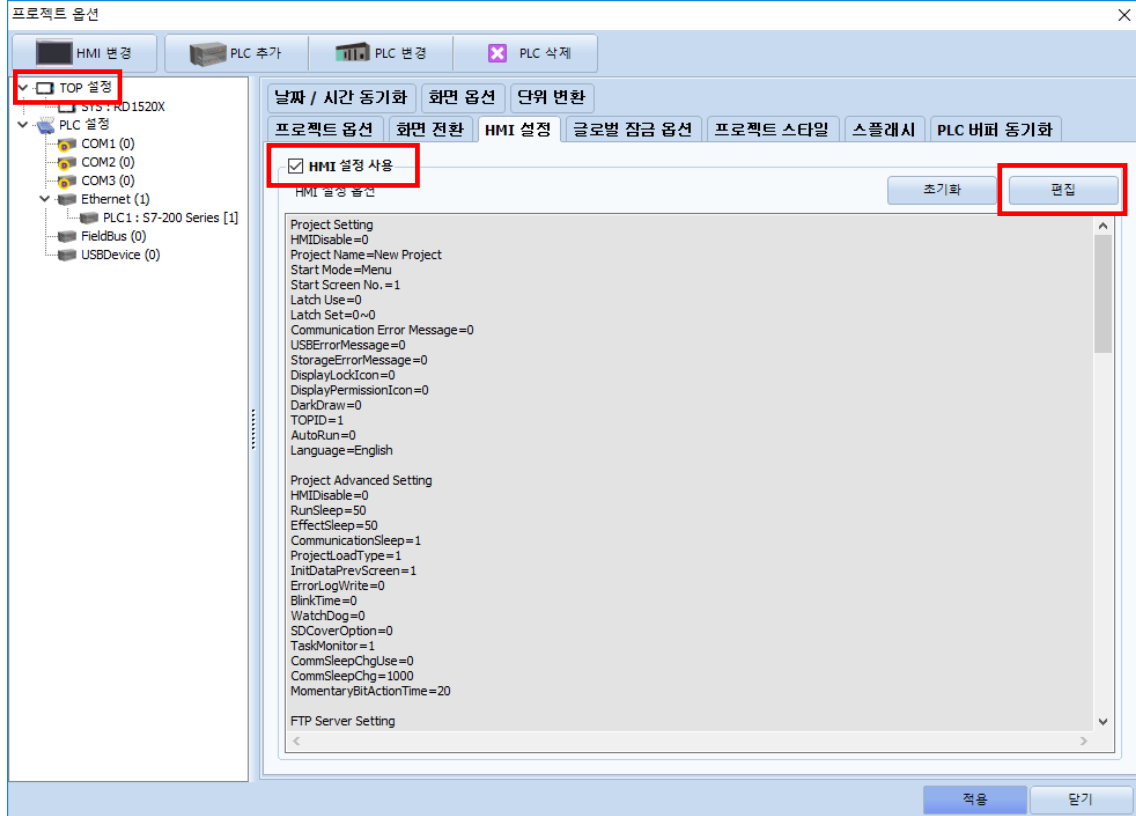 프로젝트 옵션
HMI 변경 PLC 추가 PLC 변경 PLC 삭제
TOP 설정
SYS : RD1520X
PLC 설정
COM1 (0)
COM2 (0)
COM3 (0)
Ethernet (1)
PLC1 : S7-200 Series [1]
FieldBus (0)
USBDevice (0)
날짜 / 시간 동기화 화면 옵션 단위 변환
프로젝트 옵션 화면 전환 HMI 설정 글로벌 잠금 옵션 프로젝트 스타일 스플래시 PLC 버퍼 동기화
HMI 설정 사용
HMI 설정 옵션 초기화 편집
Project Setting
HMIDisable=0
Project Name=New Project
Start Mode=Menu
Start Screen No.=1
Latch Use=0
Latch Set=0~0
Communication Error Message=0
USBErrorMessage=0
StorageErrorMessage=0
DisplayLockIcon=0
DisplayPermissionIcon=0
DarkDraw=0
TOPID=1
AutoRun=0
Language=English
Project Advanced Setting
HMIDisable=0
RunSleep=50
EffectSleep=50
CommunicationSleep=1
ProjectLoadType=1
InitDataPrevScreen=1
ErrorLogWrite=0
BlinkTime=0
WatchDog=0
SDCoverOption=0
TaskMonitor=1
CommSleepChgUse=0
CommSleepChg=1000
MomentaryBitActionTime=20
FTP Server Setting
적용 닫기